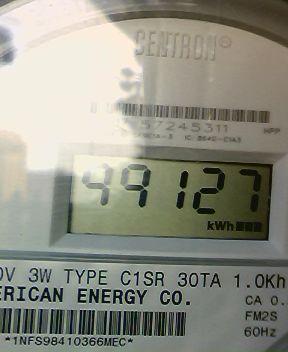 CENTRON®
57245311
HPP
49127
kWh
0V 3W TYPE C1SR 30TA 1.0Kh
ERICAN ENERGY CO.
CA 0.
FM2S
60Hz
*1NFS98410366MEC*